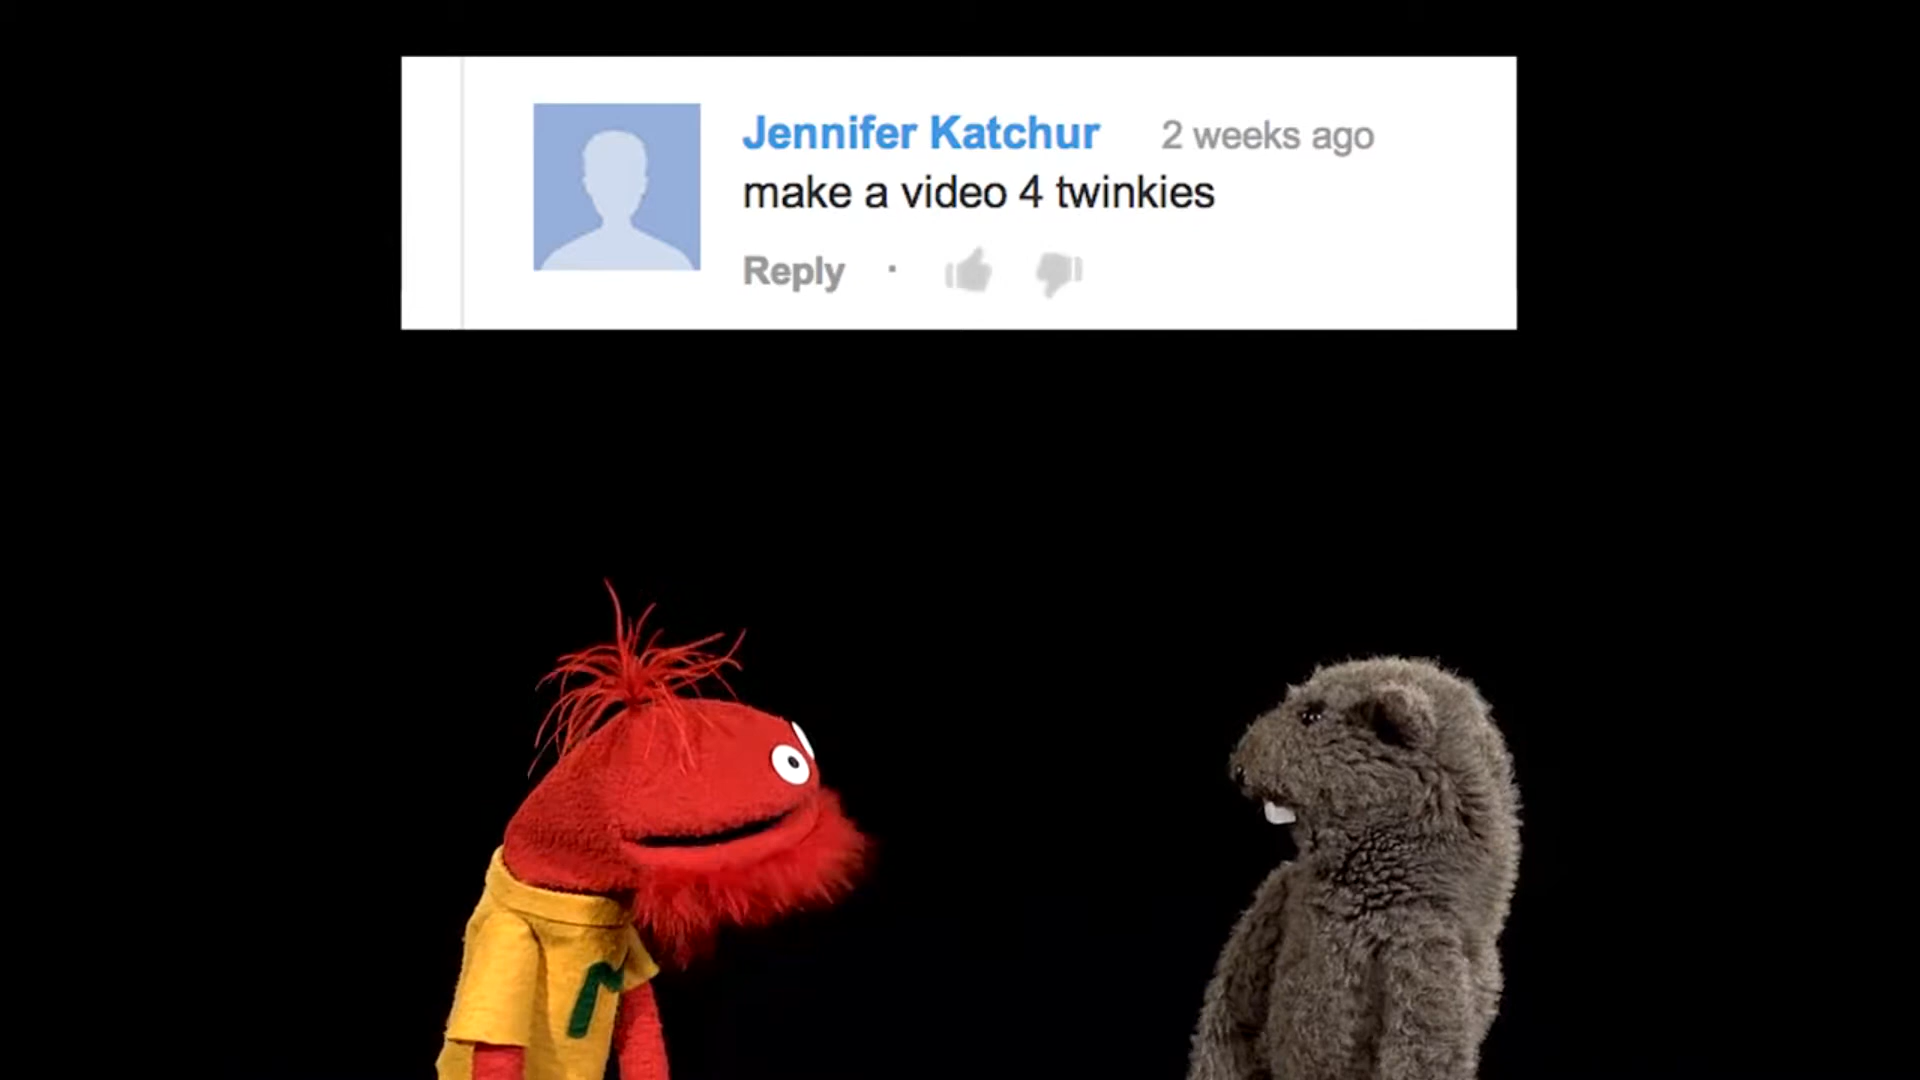 Jennifer Katchur 2 weeks ago
make a video 4 twinkies
Reply ·